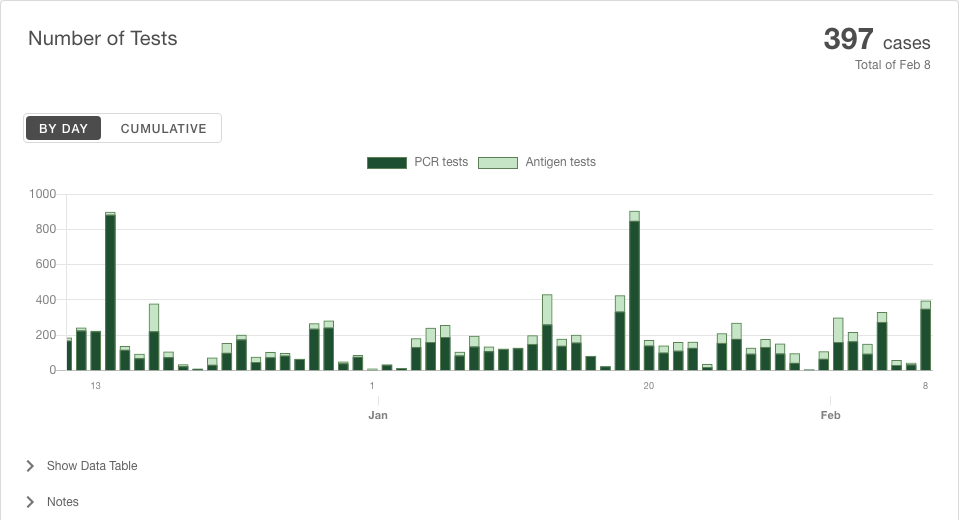 Number of Tests
397 cases
Total of Feb 8
BY DAY CUMULATIVE
PCR tests Antigen tests
1000
800
600
400
200
0
13 1 20 8
Jan Feb
Show Data Table
Notes